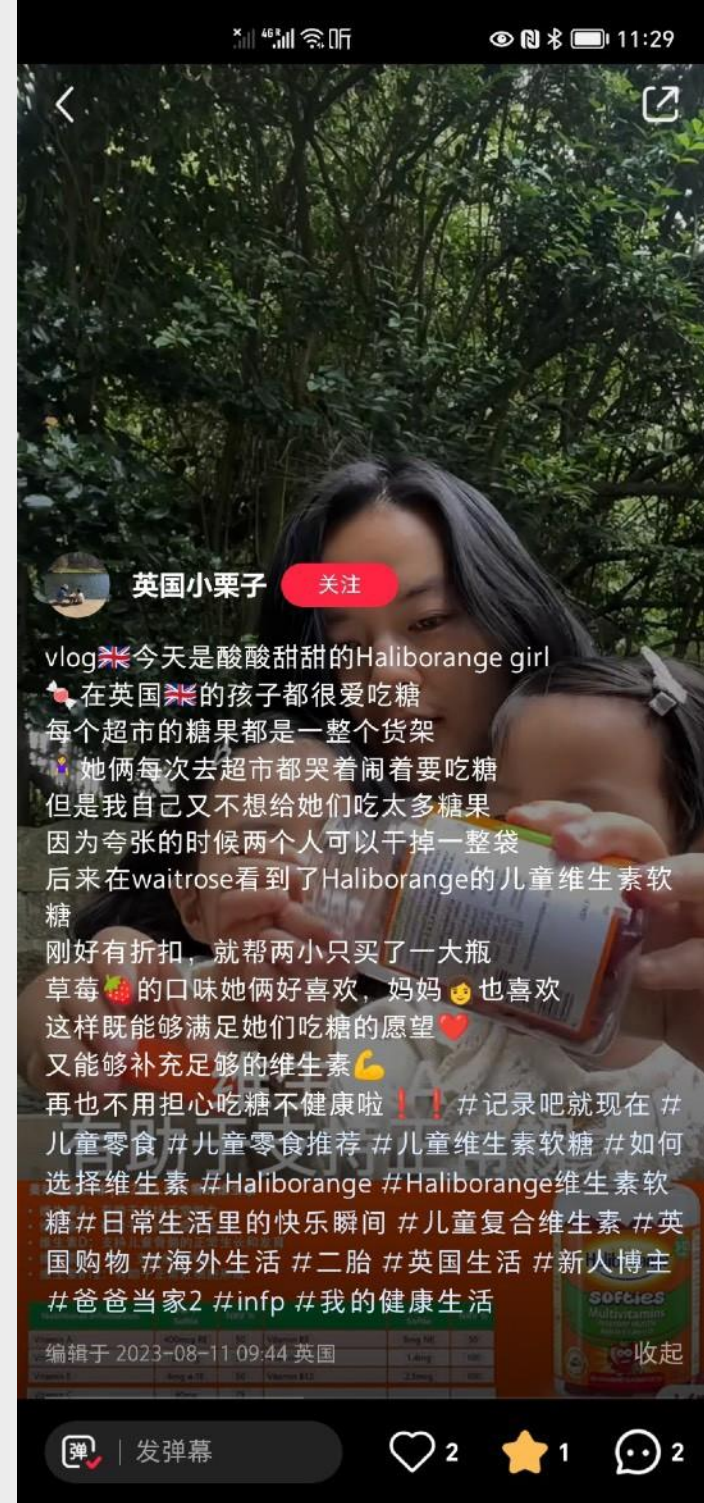 听 11:29
英国小栗子 关注
vlog🇬🇧今天是酸酸甜甜的Haliborange girl
🍬在英国🇬🇧的孩子都很爱吃糖
每个超市的糖果都是一整个货架
🤷‍♀️她俩每次去超市都哭着闹着要吃糖
但是我自己又不想给她们吃太多糖果
因为夸张的时候两个人可以干掉一整袋
后来在waitrose看到了Haliborange的儿童维生素软
糖
刚好有折扣，就帮两小只买了一大瓶
草莓🍓的口味她俩好喜欢，妈妈👩也喜欢
这样既能够满足她们吃糖的愿望❤️
又能够补充足够的维生素💪
再也不用担心吃糖不健康啦❗❗#记录吧就现在 #
儿童零食 #儿童零食推荐 #儿童维生素软糖 #如何
选择维生素 #Haliborange #Haliborange维生素软
糖#日常生活里的快乐瞬间 #儿童复合维生素 #英
国购物 #海外生活 #二胎 #英国生活 #新人博主
#爸爸当家2 #infp #我的健康生活
softies
Multivitamins
编辑于 2023-08-11 09:44 英国 收起
弹 发弹幕 2 1 2